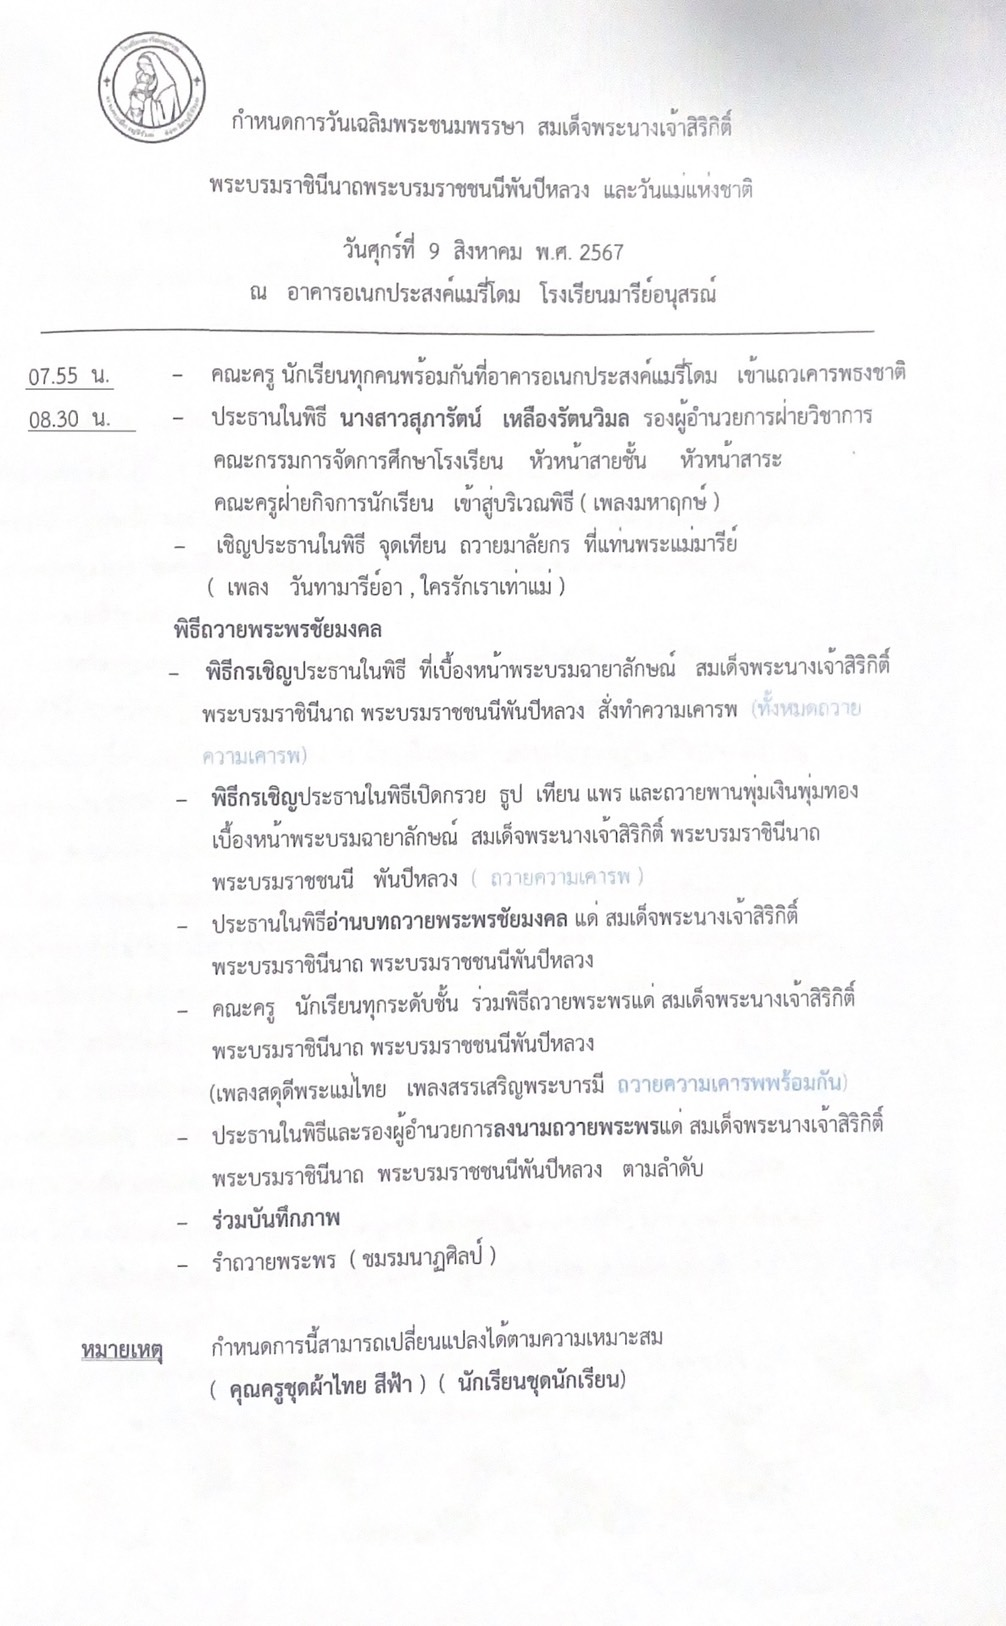 กำหนดการวันเฉลิมพระชนมพรรษา สมเด็จพระนางเจ้าสิริกิติ์
พระบรมราชินีนาถพระบรมราชชนนีพันปีหลวง และวันแม่แห่งชาติ
วันศุกร์ที่ 9 สิงหาคม พ.ศ. 2567
ณ อาคารอเนกประสงค์แมรี่โดม โรงเรียนมารีย์อนุสรณ์
07.55 น. – คณะครู นักเรียนทุกคนพร้อมกันที่อาคารอเนกประสงค์แมรี่โดม เข้าแถวเคารพธงชาติ
08.30 น. – ประธานในพิธี นางสาวสุภารัตน์ เหลืองรัตนวิมล รองผู้อำนวยการฝ่ายวิชาการ
คณะกรรมการจัดการศึกษาโรงเรียน หัวหน้าสายชั้น หัวหน้าสาระ
คณะครูฝ่ายกิจการนักเรียน เข้าสู่บริเวณพิธี ( เพลงมหาฤกษ์ )
– เชิญประธานในพิธี จุดเทียน ถวายมาลัยกร ที่แท่นพระแม่มารีย์
( เพลง วันทามารีย์อา , ใครรักเราเท่าแม่ )
พิธีถวายพระพรชัยมงคล
– พิธีกรเชิญประธานในพิธี ที่เบื้องหน้าพระบรมฉายาลักษณ์ สมเด็จพระนางเจ้าสิริกิติ์
พระบรมราชินีนาถ พระบรมราชชนนีพันปีหลวง สั่งทำความเคารพ (ทั้งหมดถวาย
ความเคารพ)
– พิธีกรเชิญประธานในพิธีเปิดกรวย ธูป เทียน แพร และถวายพานพุ่มเงินพุ่มทอง
เบื้องหน้าพระบรมฉายาลักษณ์ สมเด็จพระนางเจ้าสิริกิติ์ พระบรมราชินีนาถ
พระบรมราชชนนี พันปีหลวง ( ถวายความเคารพ )
– ประธานในพิธีอ่านบทถวายพระพรชัยมงคล แด่ สมเด็จพระนางเจ้าสิริกิติ์
พระบรมราชินีนาถ พระบรมราชชนนีพันปีหลวง
– คณะครู นักเรียนทุกระดับชั้น ร่วมพิธีถวายพระพรแด่ สมเด็จพระนางเจ้าสิริกิติ์
พระบรมราชินีนาถ พระบรมราชชนนีพันปีหลวง
(เพลงสดุดีพระแม่ไทย เพลงสรรเสริญพระบารมี ถวายความเคารพพร้อมกัน)
– ประธานในพิธีและรองผู้อำนวยการลงนามถวายพระพรแด่ สมเด็จพระนางเจ้าสิริกิติ์
พระบรมราชินีนาถ พระบรมราชชนนีพันปีหลวง ตามลำดับ
– ร่วมบันทึกภาพ
– รำถวายพระพร ( ชมรมนาฏศิลป์ )
หมายเหตุ กำหนดการนี้สามารถเปลี่ยนแปลงได้ตามความเหมาะสม
( คุณครูชุดผ้าไทย สีฟ้า ) ( นักเรียนชุดนักเรียน)